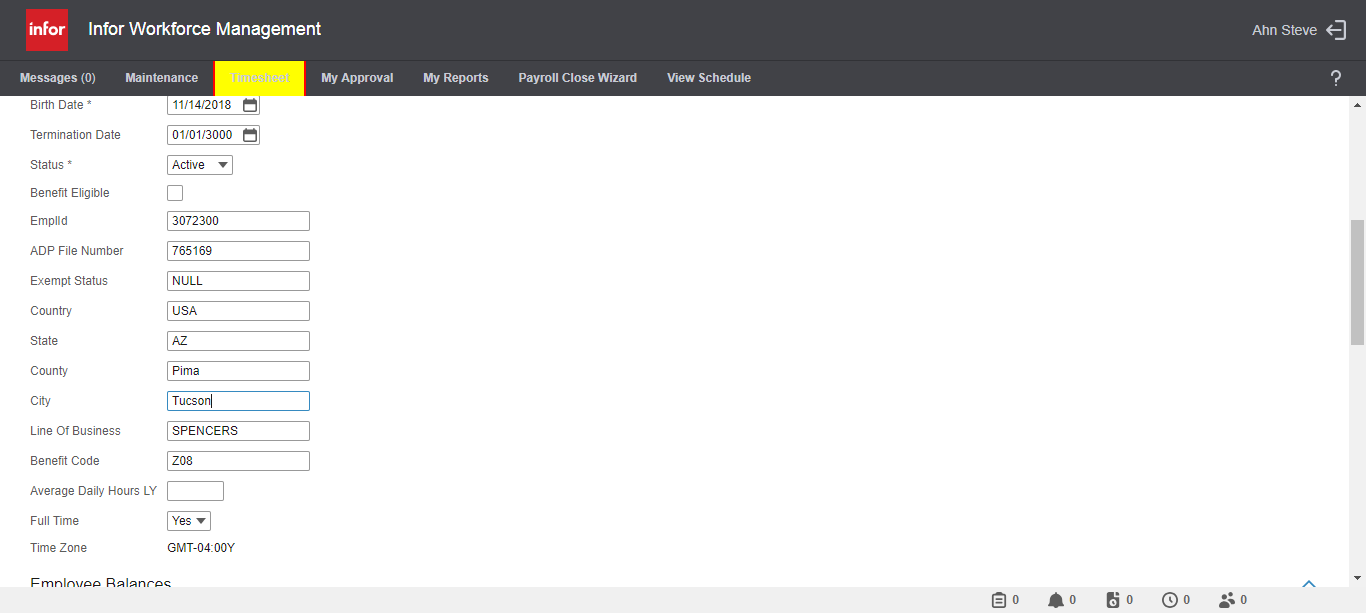 infor Infor Workforce Management Ahn Steve
Messages (0) Maintenance Timesheet My Approval My Reports Payroll Close Wizard View Schedule ?
Birth Date * 11/14/2018
Termination Date 01/01/3000
Status * Active
Benefit Eligible
EmplId 3072300
ADP File Number 765169
Exempt Status NULL
Country USA
State AZ
County Pima
City Tucson
Line Of Business SPENCERS
Benefit Code Z08
Average Daily Hours LY
Full Time Yes
Time Zone GMT-04:00Y
Employee Balances
0 0 0 0 0